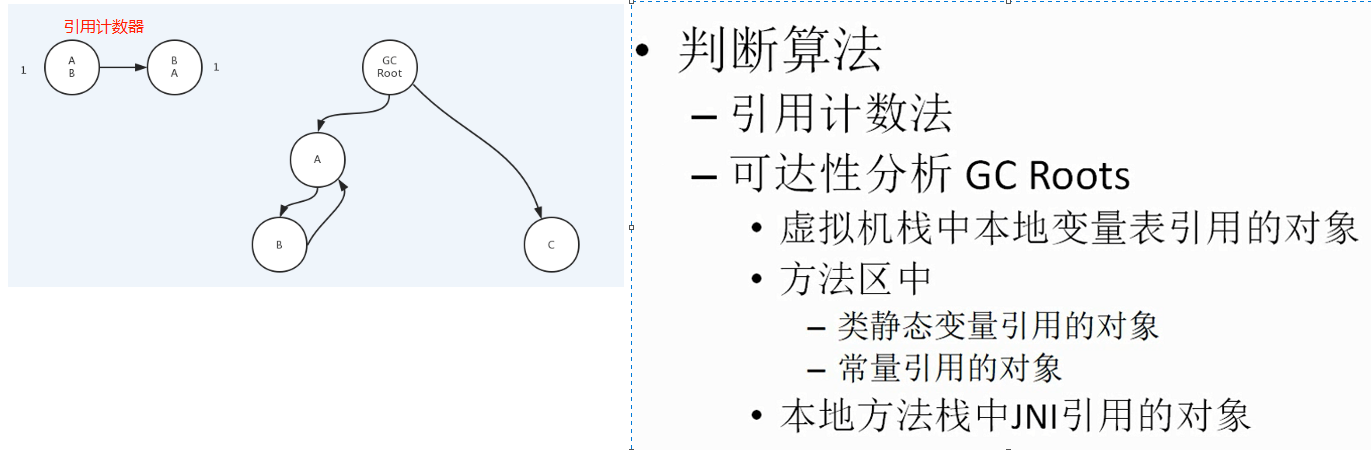 引用计数器
1
A
B
B
A
1
GC
Root
A
B
C
• 判断算法
– 引用计数法
– 可达性分析 GC Roots
• 虚拟机栈中本地变量表引用的对象
• 方法区中
– 类静态变量引用的对象
– 常量引用的对象
• 本地方法栈中JNI引用的对象